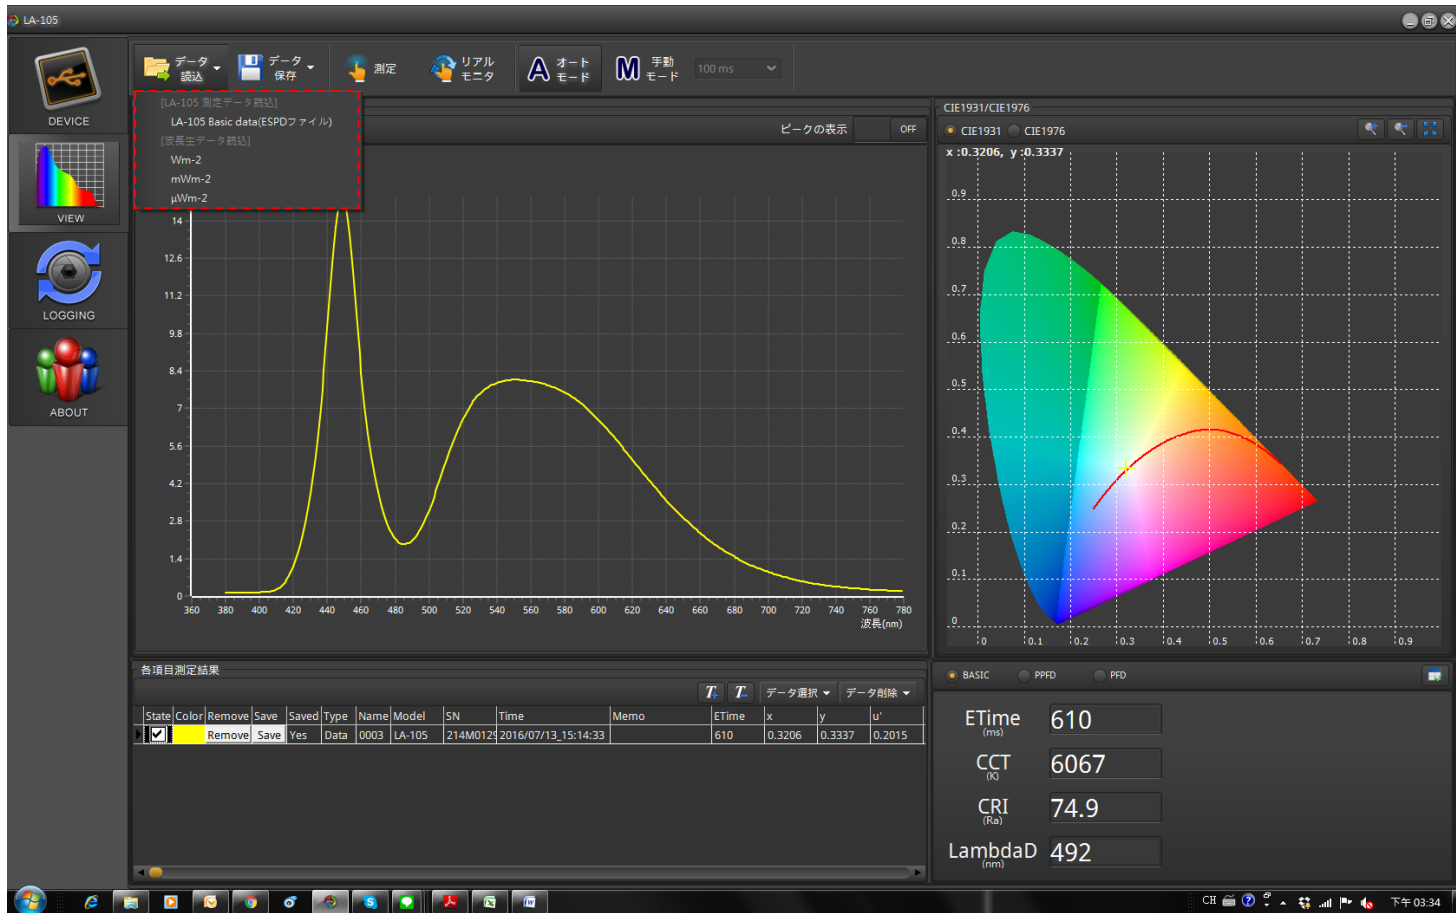 LA-105
DEVICE
VIEW
LOGGING
ABOUT
データ
読込
データ
保存
測定
リアル
モニタ
A オート
モード
M 手動
モード
100 ms
[LA-105 測定データ読込]
LA-105 Basic data(ESPDファイル)
[波長生データ読込]
Wm-2
mWm-2
μWm-2
ピークの表示 OFF
14
12.6
11.2
9.8
8.4
7
5.6
4.2
2.8
1.4
0
360 380 400 420 440 460 480 500 520 540 560 580 600 620 640 660 680 700 720 740 760 780
波長(nm)
CIE1931/CIE1976
CIE1931 CIE1976
x :0.3206, y :0.3337
0.9
0.8
0.7
0.6
0.5
0.4
0.3
0.2
0.1
0
0 0.1 0.2 0.3 0.4 0.5 0.6 0.7 0.8 0.9
各項目測定結果
T+ T- データ選択 データ削除
State Color Remove Save Saved Type Name Model SN Time Memo ETime x y u'
Remove Save Yes Data 0003 LA-105 214M0129 2016/07/13_15:14:33 610 0.3206 0.3337 0.2015
BASIC PPFD PFD
ETime 610
(ms)
CCT 6067
(K)
CRI 74.9
(Ra)
LambdaD 492
(nm)
CH 下午 03:34